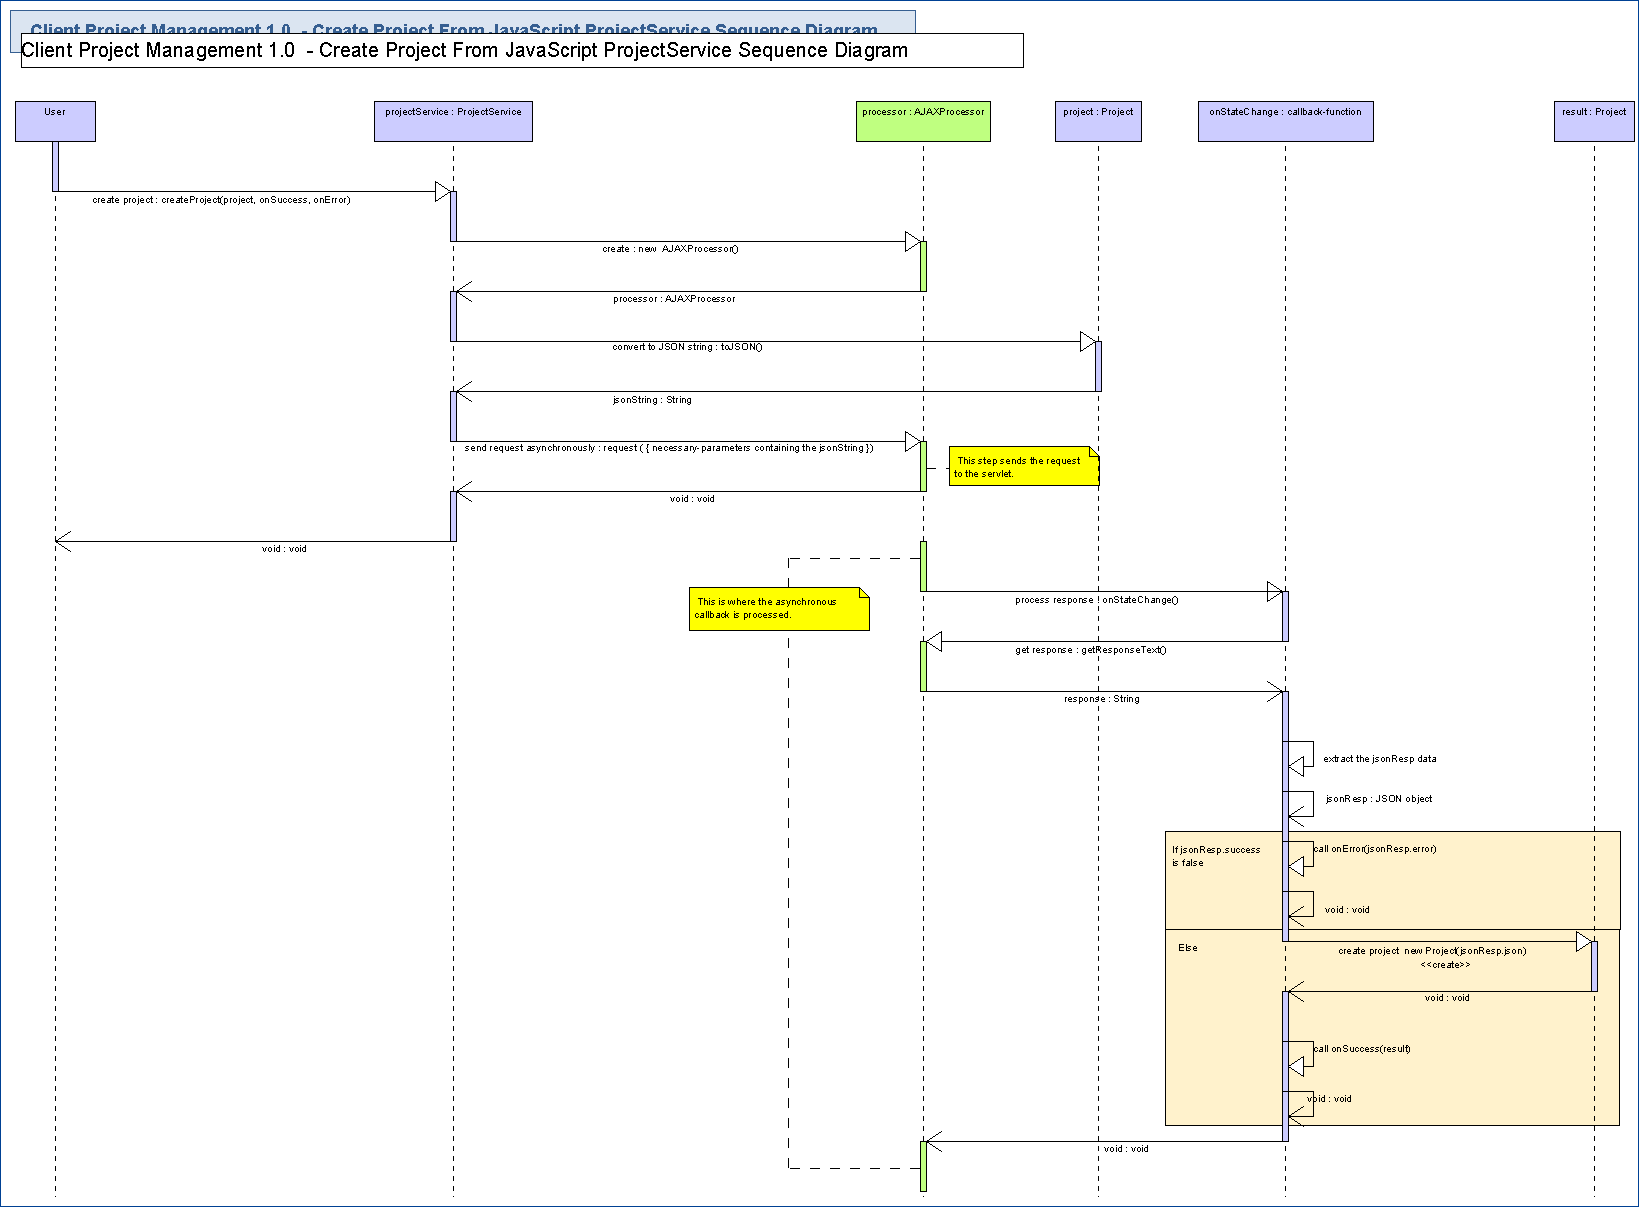 Client Project Management 1.0  - Create Project From JavaScript ProjectService Sequence Diagram
Client Project Management 1.0  - Create Project From JavaScript ProjectService Sequence Diagram
User
projectService : ProjectService
processor : AJAXProcessor
project : Project
onStateChange : callback-function
result : Project
create project : createProject(project, onSuccess, onError)
create : new  AJAXProcessor()
processor : AJAXProcessor
convert to JSON string : toJSON()
jsonString : String
send request asynchronously : request ( { necessary-parameters containing the jsonString })
This step sends the request
to the servlet.
void : void
void : void
This is where the asynchronous
callback is processed.
process response : onStateChange()
get response : getResponseText()
response : String
extract the jsonResp data
jsonResp : JSON object
If jsonResp.success
is false
call onError(jsonResp.error)
void : void
Else
create project  new Project(jsonResp.json)
<<create>>
void : void
call onSuccess(result)
void : void
void : void